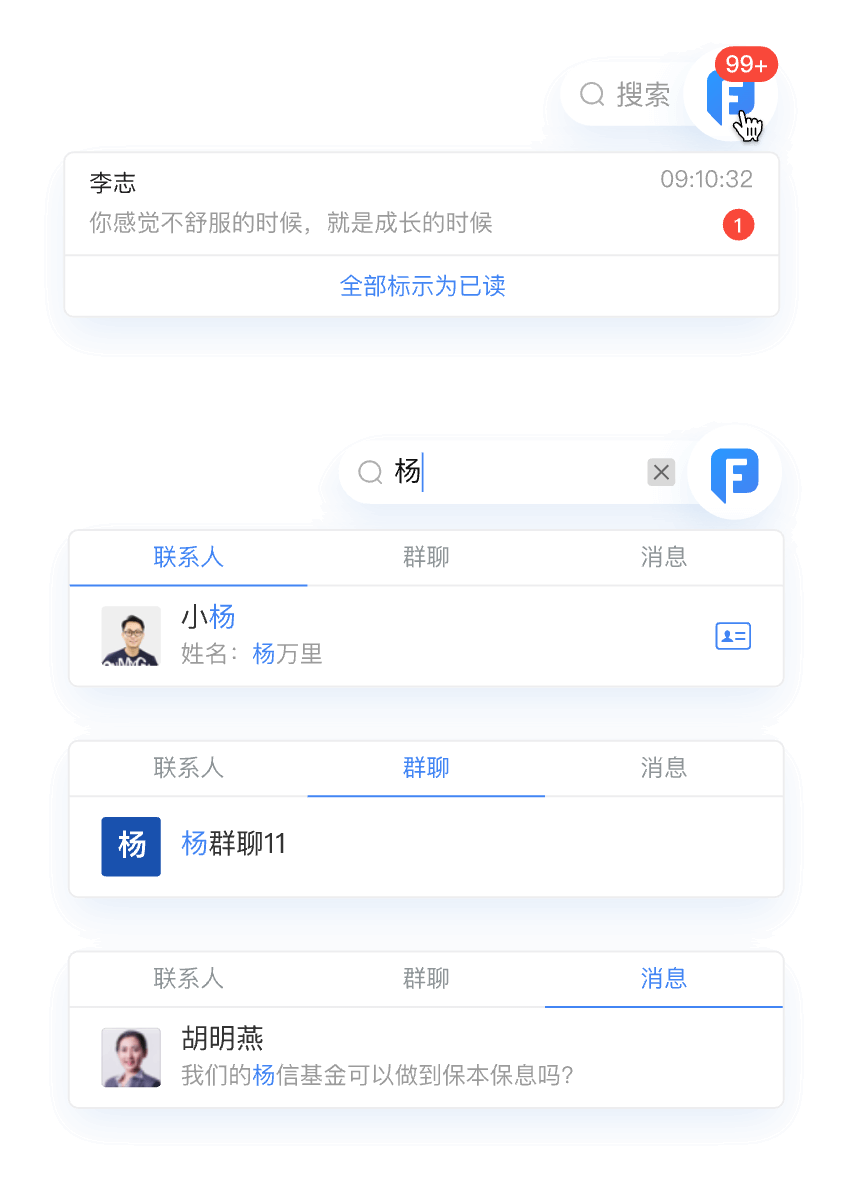 搜索
99+
李志
09:10:32
你感觉不舒服的时候，就是成长的时候
1
全部标示为已读
杨
联系人
群聊
消息
小杨
姓名：杨万里
联系人
群聊
消息
杨
杨群聊11
联系人
群聊
消息
胡明燕
我们的杨信基金可以做到保本保息吗?